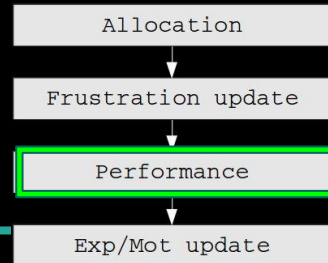 Allocation
Frustration update
Performance
Exp/Mot update